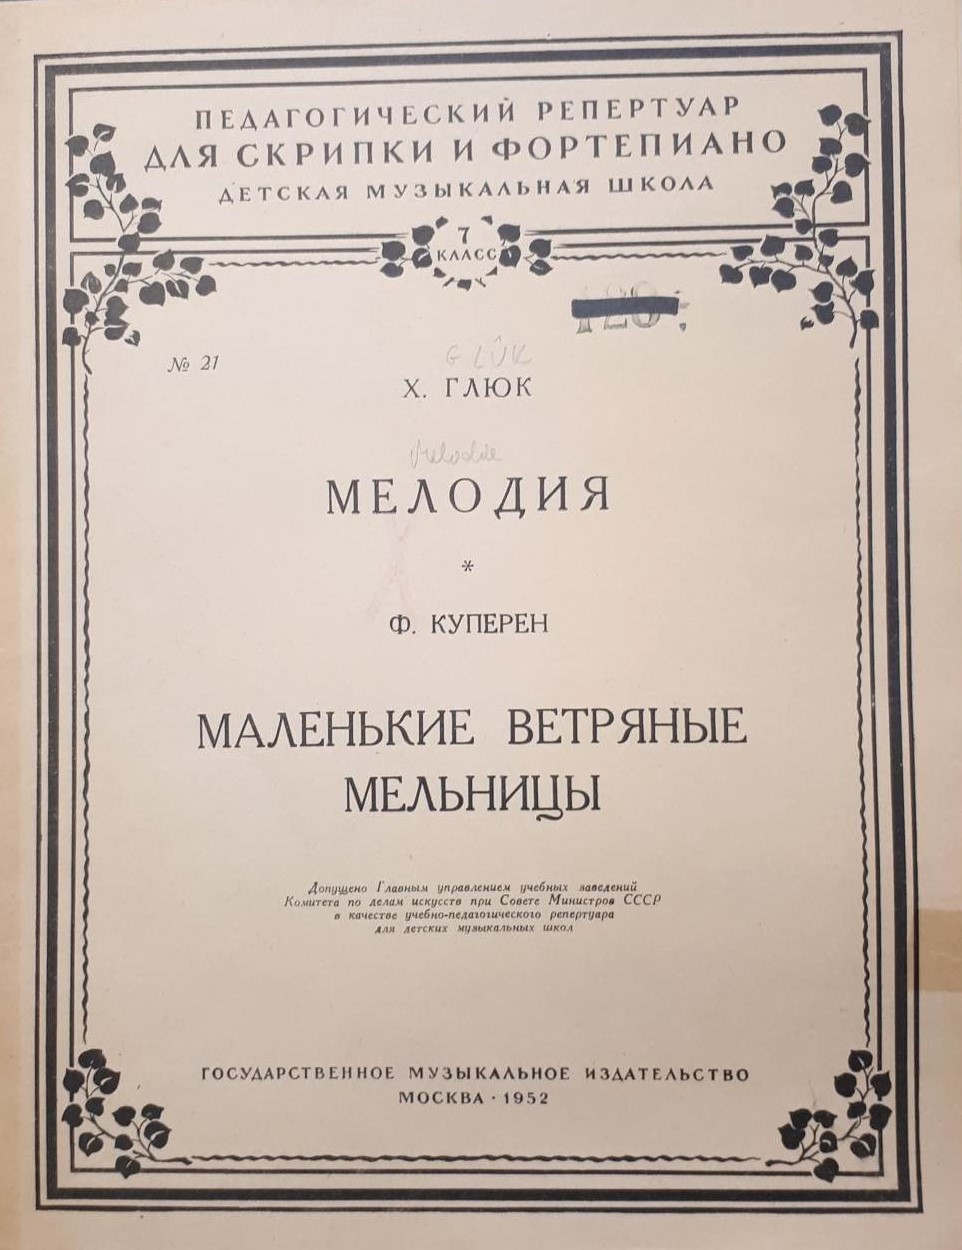 ПЕДАГОГИЧЕСКИЙ РЕПЕРТУАР
ДЛЯ СКРИПКИ И ФОРТЕПИАНО
ДЕТСКАЯ МУЗЫКАЛЬНАЯ ШКОЛА
7
КЛАСС
№ 21
GLÜK
Х. ГЛЮК
Melodie
МЕЛОДИЯ
*
Ф. КУПЕРЕН
МАЛЕНЬКИЕ ВЕТРЯНЫЕ
МЕЛЬНИЦЫ
Допущено Главным управлением учебных заведений
Комитета по делам искусств при Совете Министров СССР
в качестве учебно-педагогического репертуара
для детских музыкальных школ
ГОСУДАРСТВЕННОЕ МУЗЫКАЛЬНОЕ ИЗДАТЕЛЬСТВО
МОСКВА · 1952